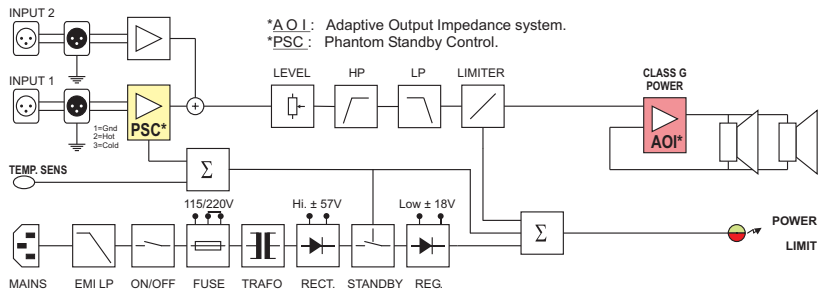 INPUT 2
*A O I : Adaptive Output Impedance system.
*PSC : Phantom Standby Control.
INPUT 1
LEVEL
HP
LP
LIMITER
CLASS G
POWER
1=Gnd
2=Hot
3=Cold
PSC*
+
AOI*
TEMP. SENS
Σ
115/220V
Hi. ± 57V
Low ± 18V
Σ
POWER
LIMIT
MAINS
EMI LP
ON/OFF
FUSE
TRAFO
RECT.
STANDBY
REG.